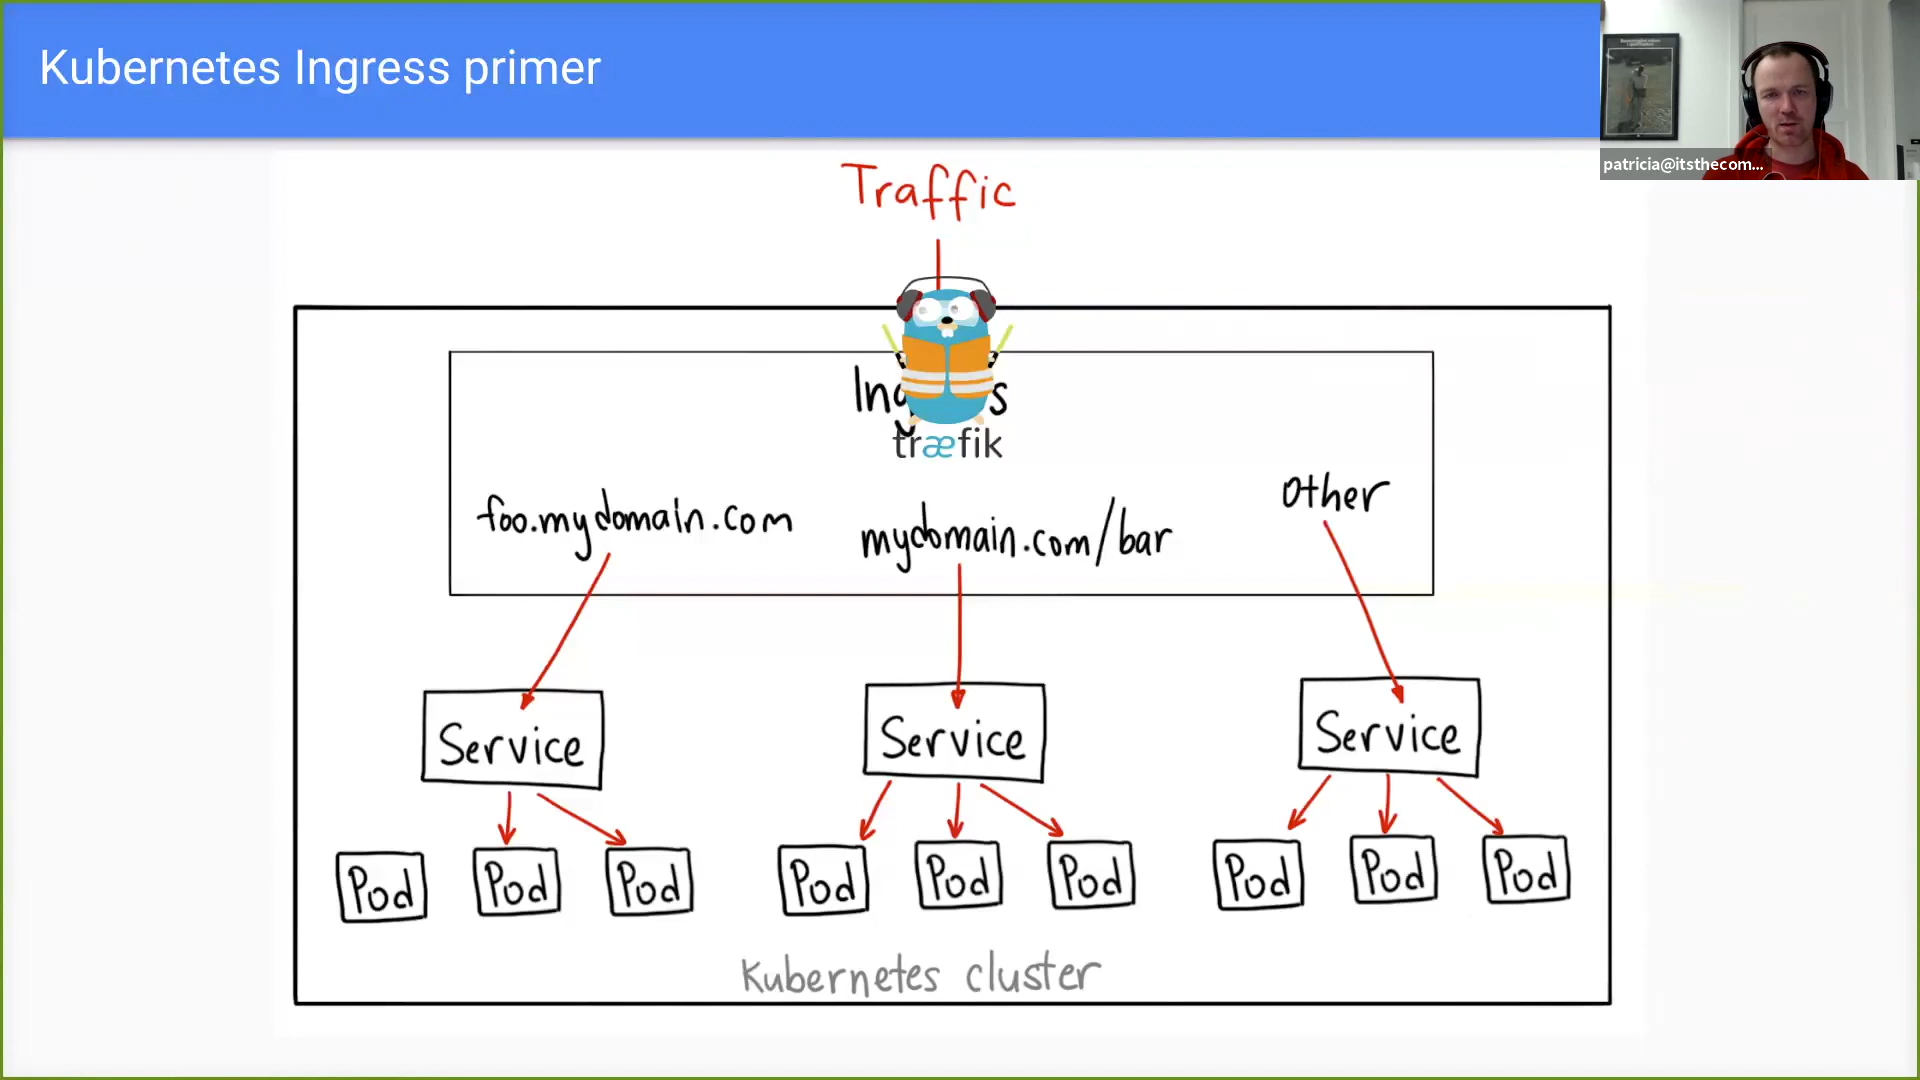 Kubernetes Ingress primer
patricia@itsthecom...
Traffic
træfik
foo.mydomain.com
mydomain.com/bar
other
Service
Service
Service
Pod
Pod
Pod
Pod
Pod
Pod
Pod
Pod
Pod
Kubernetes cluster